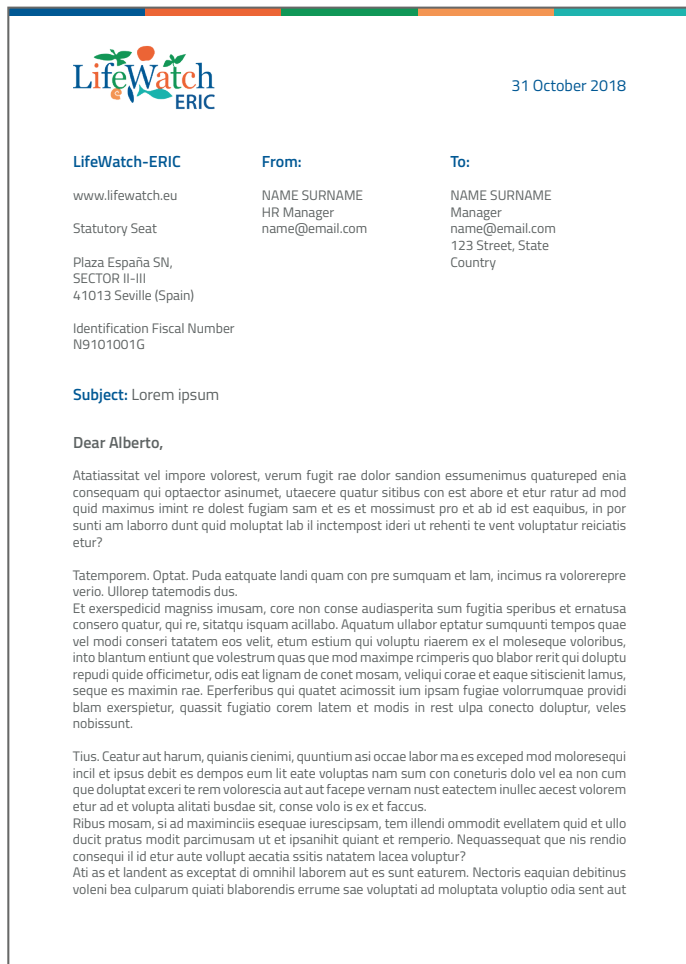 LifeWatch
ERIC
31 October 2018
LifeWatch-ERIC
www.lifewatch.eu
Statutory Seat
Plaza España SN,
SECTOR II-III
41013 Seville (Spain)
Identification Fiscal Number
N9101001G
From:
NAME SURNAME
HR Manager
name@email.com
To:
NAME SURNAME
Manager
name@email.com
123 Street, State
Country
Subject: Lorem ipsum
Dear Alberto,
Atatiassitat vel impore volorest, verum fugit rae dolor sandion essumenimus quatureped enia
consequam qui optaector asinumet, utaecere quatur sitibus con est abore et etur ratur ad mod
quid maximus imint re dolest fugiam sam et es et mossimust pro et ab id est eaquibus, in por
sunti am laborro dunt quid moluptat lab il inctempost ideri ut rehenti te vent voluptatur reiciatis
etur?
Tatemporem. Optat. Puda eatquate landi quam con pre sumquam et lam, incimus ra volorerepre
verio. Ullorep tatemodis dus.
Et exerspedicid magniss imusam, core non conse audiasperita sum fugitia speribus et ernatusa
consero quatur, qui re, sitatqu isquam acillabo. Aquatum ullabor eptatur sumquunti tempos quae
vel modi conseri tatatem eos velit, etum estium qui voluptu riaerem ex el moleseque voloribus,
into blantum entiunt que volestrum quas que mod maximpe rcimperis quo blabor rerit qui doluptu
repudi quide officimetur, odis eat lignam de conet mosam, veliqui corae et eaque sitiscienit lamus,
seque es maximin rae. Eperferibus qui quatet acimossit ium ipsam fugiae volorrumquae providi
blam exerspietur, quassit fugiatio corem latem et modis in rest ulpa conecto doluptur, veles
nobissunt.
Tius. Ceatur aut harum, quianis cienimi, quuntium asi occae labor ma es exceped mod moloresequi
incil et ipsus debit es dempos eum lit eate voluptas nam sum con coneturis dolo vel ea non cum
que doluptat exceri te rem volorescia aut aut facepe vernam nust eatectem inullec aecest volorem
etur ad et volupta alitati busdae sit, conse volo is ex et faccus.
Ribus mosam, si ad maximinciis esequae iurescipsam, tem illendi ommodit evellatem quid et ullo
ducit pratus modit parcimusam ut et ipsanihit quiant et remperio. Nequassequat que nis rendio
consequi il id etur aute vollupt aecatia ssitis natatem lacea voluptur?
Ati as et landent as exceptat di omnihil laborem aut es sunt eaturem. Nectoris eaquian debitinus
voleni bea culparum quiati blaborendis errume sae voluptati ad moluptata voluptio odia sent aut